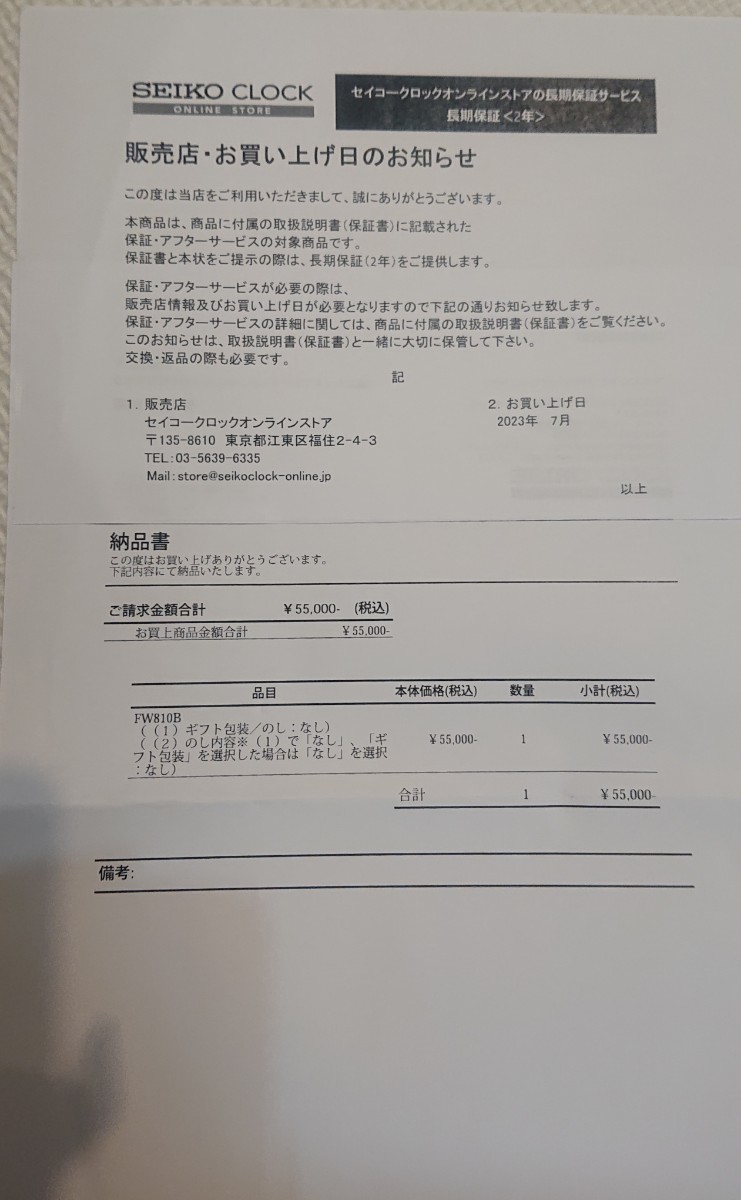 SEIKO CLOCK
ONLINE STORE
セイコークロックオンラインストアの長期保証サービス
長期保証<2年>
販売店・お買い上げ日のお知らせ
この度は当店をご利用いただきまして、誠にありがとうございます。
本商品は、商品に付属の取扱説明書(保証書)に記載された
保証・アフターサービスの対象商品です。
保証書と本状をご提示の際は、長期保証(2年)をご提供します。
保証・アフターサービスが必要の際は、
販売店情報及びお買い上げ日が必要となりますので下記の通りお知らせ致します。
保証・アフターサービスの詳細に関しては、商品に付属の取扱説明書(保証書)をご覧ください。
このお知らせは、取扱説明書(保証書)と一緒に大切に保管して下さい。
交換・返品の際も必要です。
記
1. 販売店
セイコークロックオンラインストア
〒135-8610 東京都江東区福住2-4-3
TEL:03-5639-6335
Mail:store@seikoclock-online.jp
2. お買い上げ日
2023年 7月
以上
納品書
この度はお買い上げありがとうございます。
下記内容にて納品いたします。
ご請求金額合計 ¥55,000- (税込)
お買上商品金額合計 ¥55,000-
品目 本体価格(税込) 数量 小計(税込)
FW810B
((1)ギフト包装/のし:なし)
((2)のし内容※(1)で「なし」、「ギ
フト包装」を選択した場合は「なし」を選択
:なし)
¥55,000- 1 ¥55,000-
合計 1 ¥55,000-
備考: